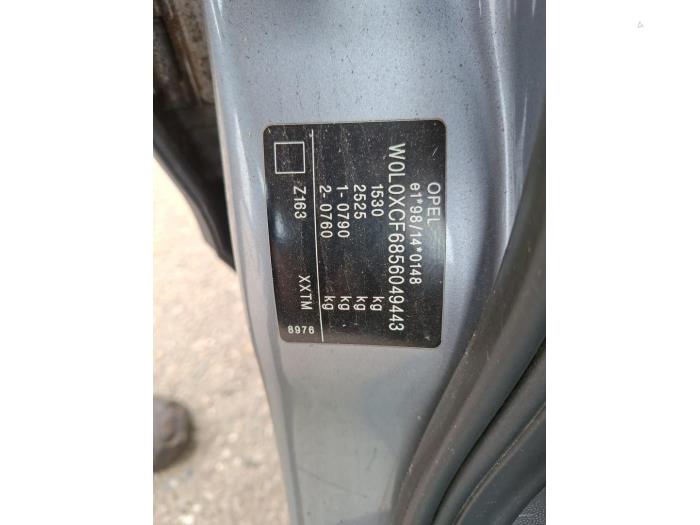 OPEL
e1*98/14*0148
W0L0XCF6856049443
1530 kg
2525 kg
1- 0790 kg
2- 0760 kg
Z163 XXTM 8976